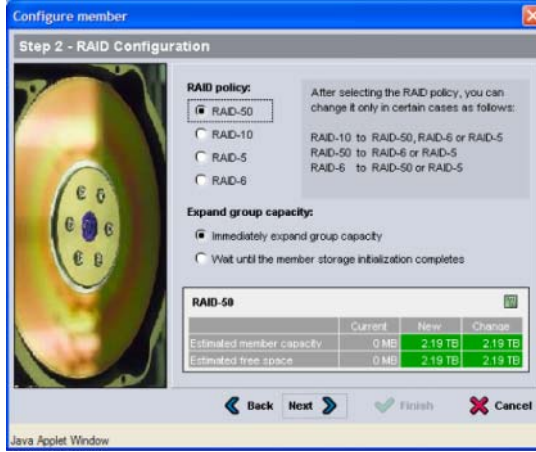 Configure member
Step 2 - RAID Configuration
RAID policy:
RAID-50
RAID-10
RAID-5
RAID-6
After selecting the RAID policy, you can
change it only in certain cases as follows:
RAID-10 to RAID-50, RAID-6 or RAID-5
RAID-50 to RAID-6 or RAID-5
RAID-6 to RAID-50 or RAID-5
Expand group capacity:
Immediately expand group capacity
Wait until the member storage initialization completes
RAID-50
Current New Change
Estimated member capacity 0 MB 2.19 TB 2.19 TB
Estimated free space 0 MB 2.19 TB 2.19 TB
Back Next Finish Cancel
Java Applet Window